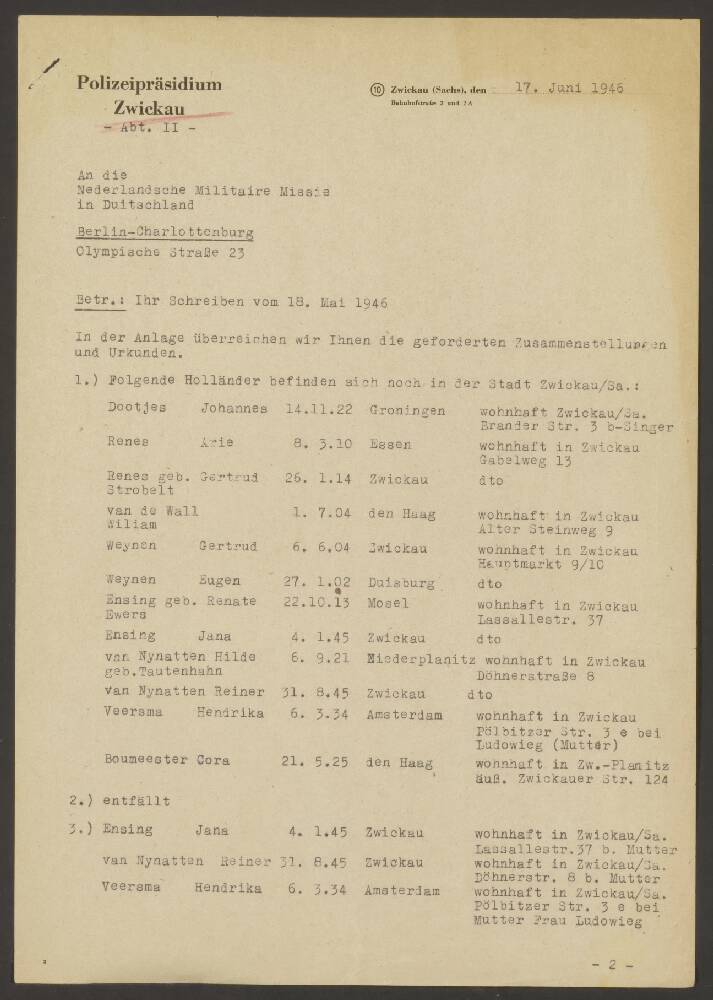 Polizeipräsidium
Zwickau
- Abt. II -
10 Zwickau (Sachs), den 17. Juni 1946
Bahnhofstraße 2 und 2A
An die
Nederlandsche Militaire Missie
in Duitschland
Berlin-Charlottenburg
Olympische Straße 23
Betr.: Ihr Schreiben vom 18. Mai 1946
In der Anlage überreichen wir Ihnen die geforderten Zusammenstellungen
und Urkunden.
1.) Folgende Holländer befinden sich noch in der Stadt Zwickau/Sa.:
Dootjes Johannes 14.11.22 Groningen wohnhaft Zwickau/Sa.
Brander Str. 3 b-Singer
Renes Arie 8. 3.10 Essen wohnhaft in Zwickau
Gabelweg 13
Renes geb. Gertrud 26. 1.14 Zwickau dto
Strobelt
van de Wall 1. 7.04 den Haag wohnhaft in Zwickau
Wiliam Alter Steinweg 9
Weynen Gertrud 6. 6.04 Zwickau wohnhaft in Zwickau
Hauptmarkt 9/10
Weynen Eugen 27. 1.02 Duisburg dto
Ensing geb. Renate 22.10.13 Mosel wohnhaft in Zwickau
Ewers Lassallestr. 37
Ensing Jana 4. 1.45 Zwickau dto
van Nynatten Hilde 6. 9.21 Niederplanitz wohnhaft in Zwickau
geb.Tautenhahn Döhnerstraße 8
van Nynatten Reiner 31. 8.45 Zwickau dto
Veersma Hendrika 6. 3.34 Amsterdam wohnhaft in Zwickau
Pölbitzer Str. 3 e bei
Ludowieg (Mutter)
Boumeester Cora 21. 5.25 den Haag wohnhaft in Zw.-Planitz
äuß. Zwickauer Str. 124
2.) entfällt
3.) Ensing Jana 4. 1.45 Zwickau wohnhaft in Zwickau/Sa.
Lassallestr.37 b. Mutter
van Nynatten Reiner 31. 8.45 Zwickau wohnhaft in Zwickau/Sa.
Döhnerstr. 8 b. Mutter
Veersma Hendrika 6. 3.34 Amsterdam wohnhaft in Zwickau/Sa.
Pölbitzer Str. 3 e bei
Mutter Frau Ludowieg
- 2 -